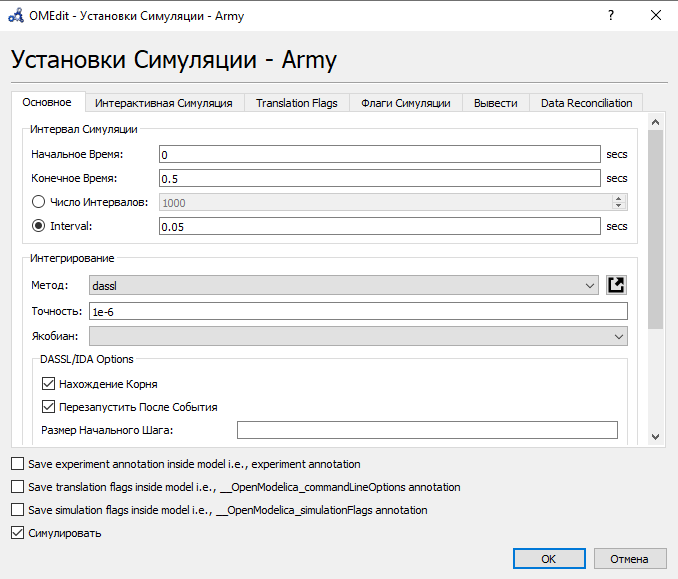 OMEdit - Установки Симуляции - Army
Установки Симуляции - Army
Основное Интерактивная Симуляция Translation Flags Флаги Симуляции Вывести Data Reconciliation
Интервал Симуляции
Начальное Время: 0 secs
Конечное Время: 0.5 secs
Число Интервалов: 1000
Interval: 0.05 secs
Интегрирование
Метод: dassl
Точность: 1e-6
Якобиан:
DASSL/IDA Options
Нахождение Корня
Перезапустить После События
Размер Начального Шага:
Save experiment annotation inside model i.e., experiment annotation
Save translation flags inside model i.e., __OpenModelica_commandLineOptions annotation
Save simulation flags inside model i.e., __OpenModelica_simulationFlags annotation
Симулировать
OK Отмена